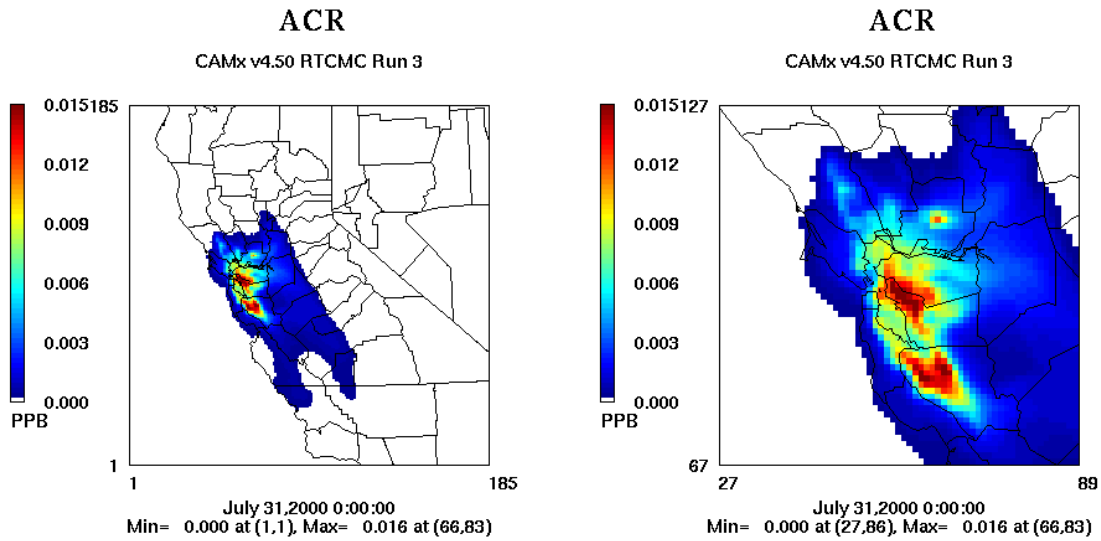 ACR
CAMx v4.50 RTCMC Run 3
0.015
0.012
0.009
0.006
0.003
0.000
PPB
185
1
1
185
July 31,2000 0:00:00
Min= 0.000 at (1,1), Max= 0.016 at (66,83)
ACR
CAMx v4.50 RTCMC Run 3
0.015
0.012
0.009
0.006
0.003
0.000
PPB
127
67
27
89
July 31,2000 0:00:00
Min= 0.000 at (27,86), Max= 0.016 at (66,83)